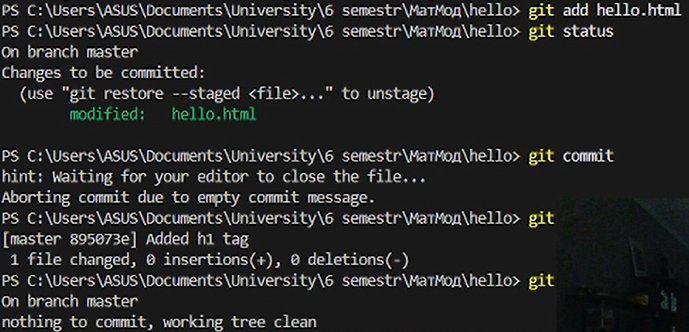 PS C:\Users\ASUS\Documents\University\6 semestr\МатМод\hello> git add hello.html
PS C:\Users\ASUS\Documents\University\6 semestr\МатМод\hello> git status
On branch master
Changes to be committed:
  (use "git restore --staged <file>..." to unstage)
        modified:   hello.html
PS C:\Users\ASUS\Documents\University\6 semestr\МатМод\hello> git commit
hint: Waiting for your editor to close the file...
Aborting commit due to empty commit message.
PS C:\Users\ASUS\Documents\University\6 semestr\МатМод\hello> git
[master 895073e] Added h1 tag
 1 file changed, 0 insertions(+), 0 deletions(-)
PS C:\Users\ASUS\Documents\University\6 semestr\МатМод\hello> git
On branch master
nothing to commit, working tree clean